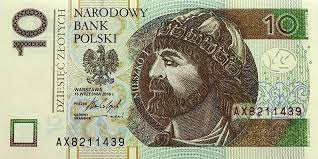 10
NARODOWY
BANK
POLSKI
10
DZIESIĘĆ ZŁOTYCH
MIESZKO I
WARSZAWA
AX8211439
AX8211439